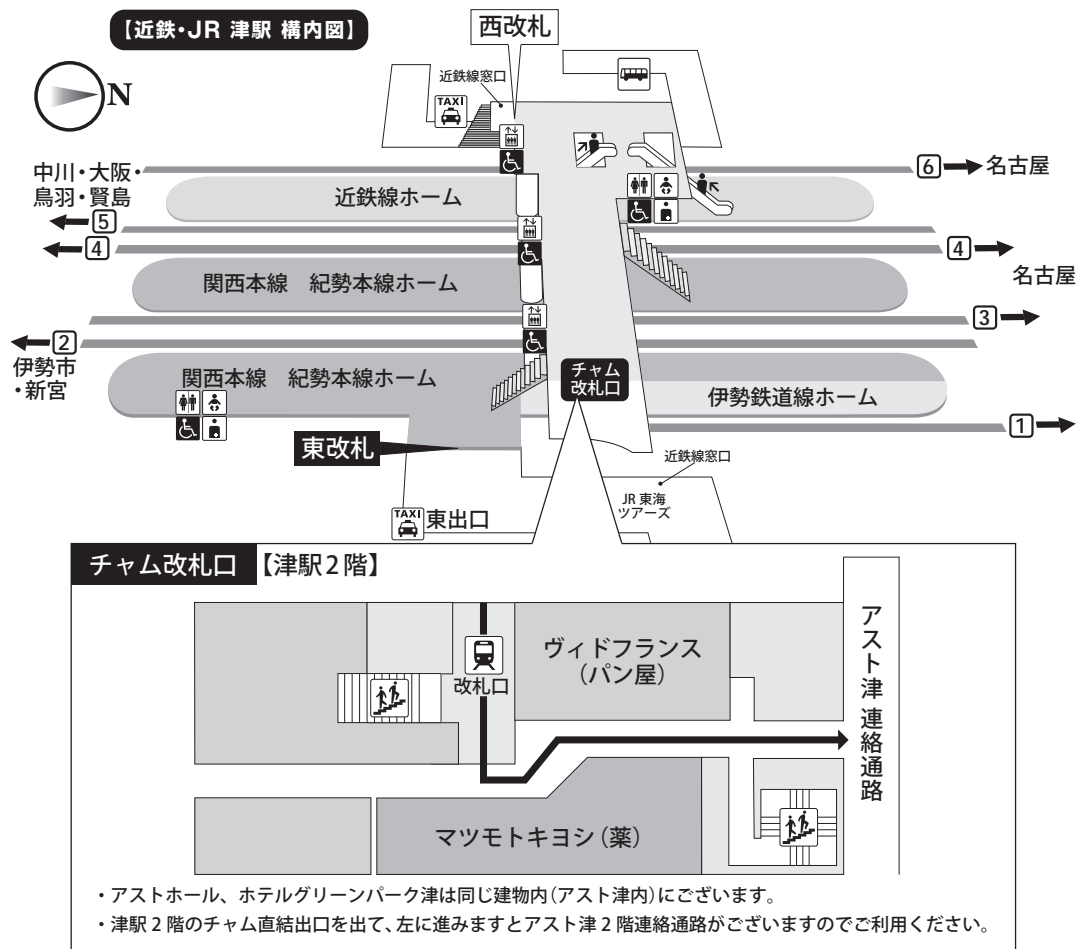 【近鉄・JR 津駅 構内図】
西改札
N
近鉄線窓口
TAXI
中川・大阪・
鳥羽・賢島
6
名古屋
近鉄線ホーム
5
4
4
名古屋
関西本線 紀勢本線ホーム
3
2
伊勢市
・新宮
関西本線 紀勢本線ホーム
チャム
改札口
伊勢鉄道線ホーム
1
東改札
近鉄線窓口
JR 東海
ツアーズ
TAXI
東出口
チャム改札口 【津駅2階】
改札口
ヴィドフランス
(パン屋)
アスト津 連絡通路
マツモトキヨシ(薬)
・アストホール、ホテルグリーンパーク津は同じ建物内(アスト津内)にございます。
・津駅 2 階のチャム直結出口を出て、左に進みますとアスト津 2 階連絡通路がございますのでご利用ください。